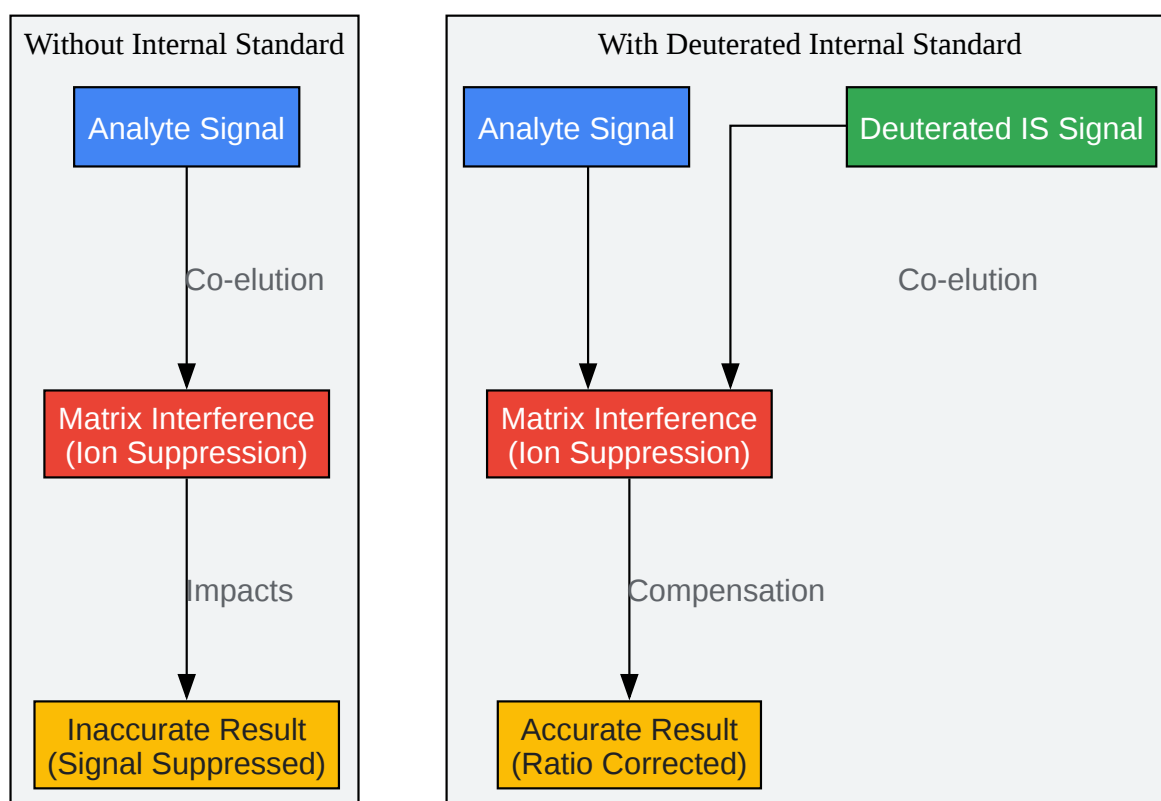 Without Internal Standard
Analyte Signal
Co-elution
Matrix Interference
(Ion Suppression)
Impacts
Inaccurate Result
(Signal Suppressed)
With Deuterated Internal Standard
Analyte Signal
Deuterated IS Signal
Co-elution
Matrix Interference
(Ion Suppression)
Compensation
Accurate Result
(Ratio Corrected)